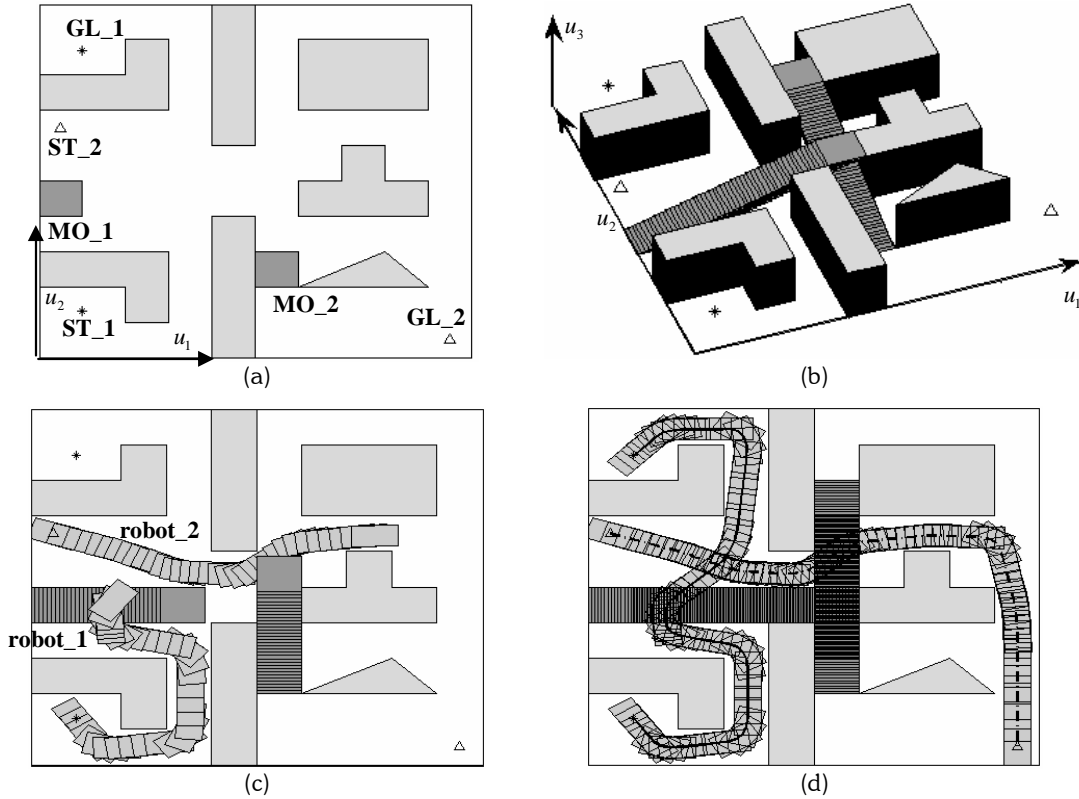 GL_1
ST_2
MO_1
u2
ST_1
u1
MO_2
GL_2
(a)
u3
u2
u1
(b)
robot_2
robot_1
(c)
(d)